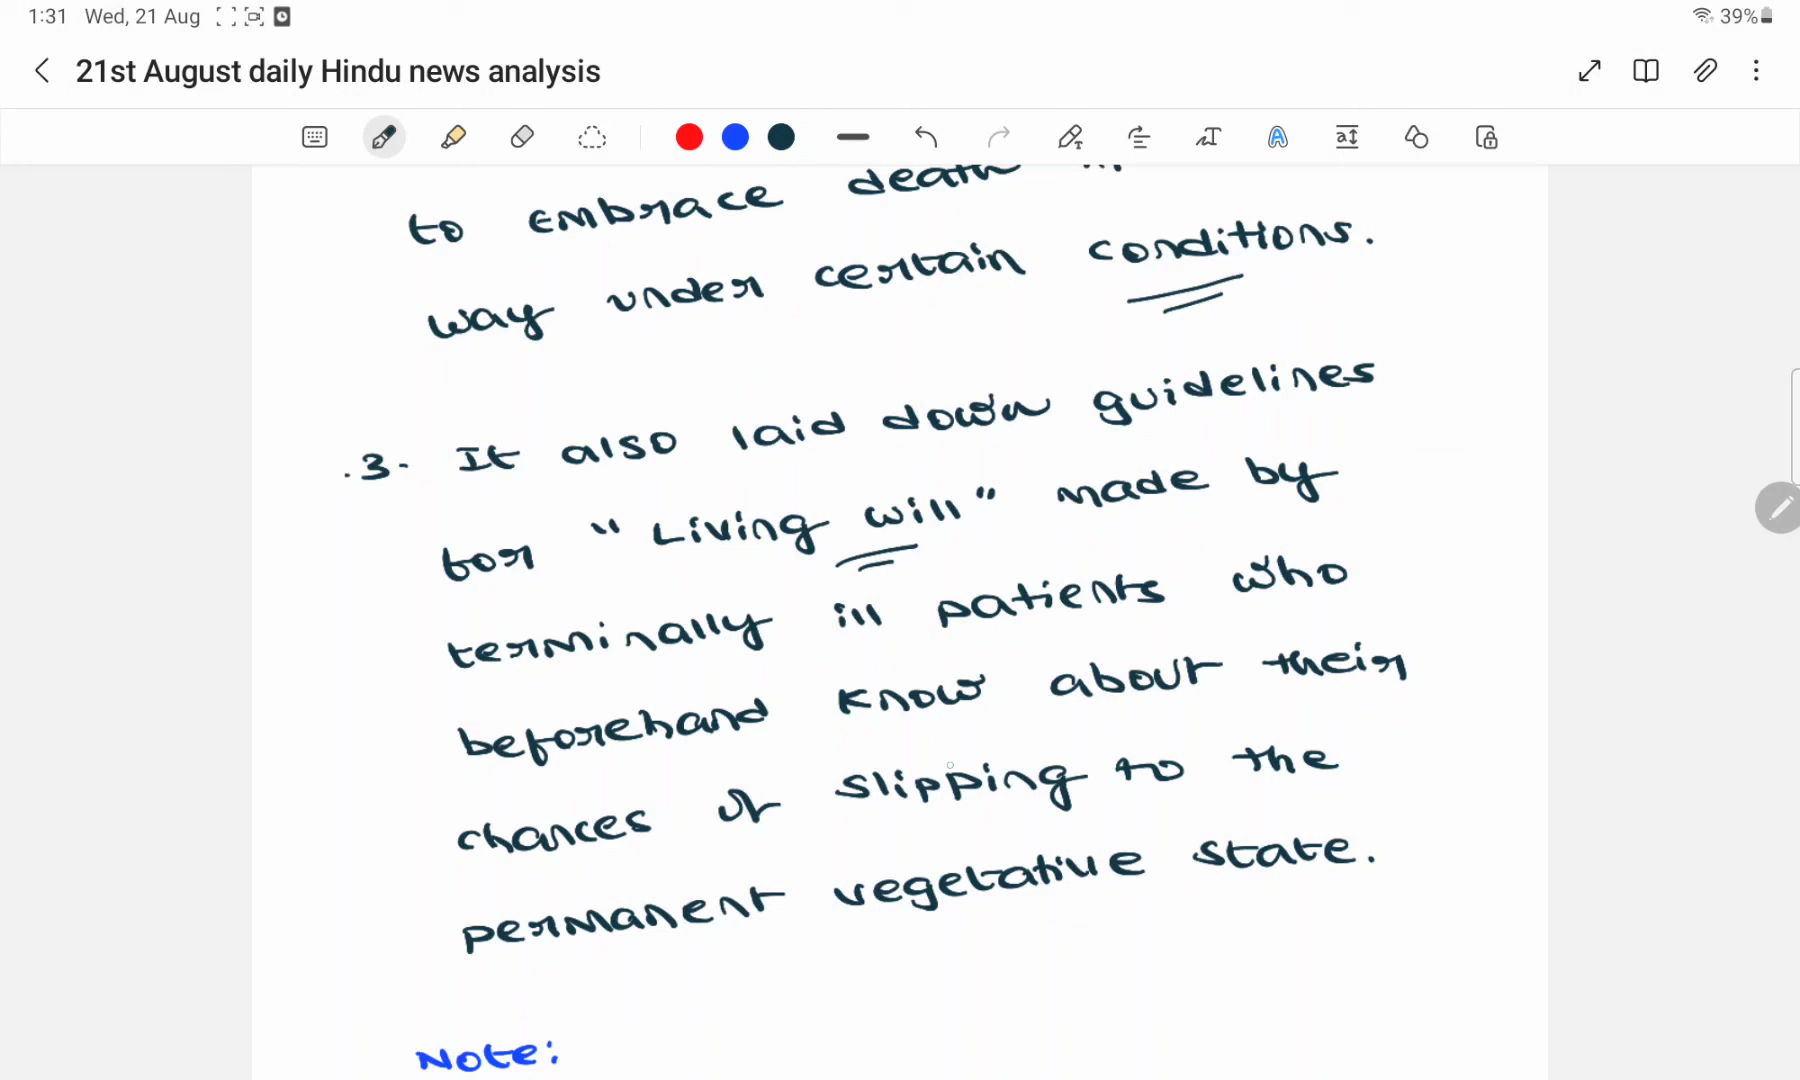 1:31 Wed, 21 Aug 39%
21st August daily Hindu news analysis
to embrace death
way under certain conditions.
.3. It also laid down guidelines
for "Living will" made by
terminally ill patients who
beforehand know about their
chances of slipping to the
permanent vegetative state.
Note: